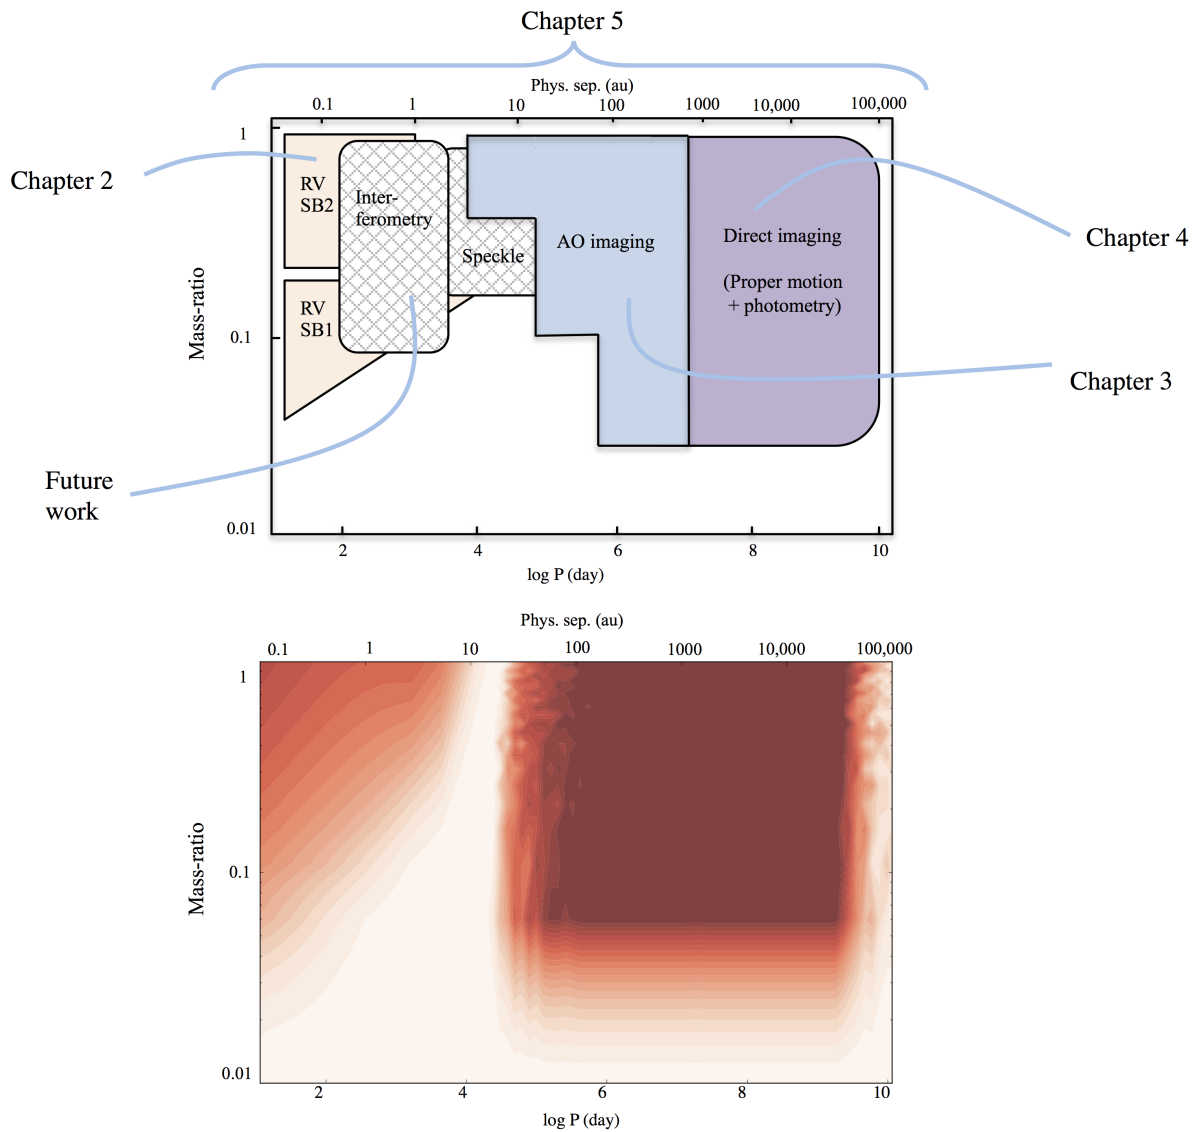 Chapter 5
Phys. sep. (au)
0.1 1 10 100 1000 10,000 100,000
1
Chapter 2
RV
SB2
Inter-
ferometry
Speckle
AO imaging
Direct imaging
(Proper motion
+ photometry)
Chapter 4
RV
SB1
Mass-ratio
0.1
Chapter 3
Future
work
0.01
2 4 6 8 10
log P (day)
Phys. sep. (au)
0.1 1 10 100 1000 10,000 100,000
1
Mass-ratio
0.1
0.01
2 4 6 8 10
log P (day)